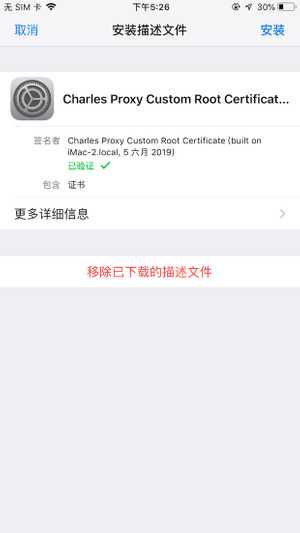 无 SIM 卡 下午5:26 30%
取消 安装描述文件 安装
Charles Proxy Custom Root Certificat...
签名者 Charles Proxy Custom Root Certificate (built on
iMac-2.local, 5 六月 2019)
已验证
包含 证书
更多详细信息
移除已下载的描述文件